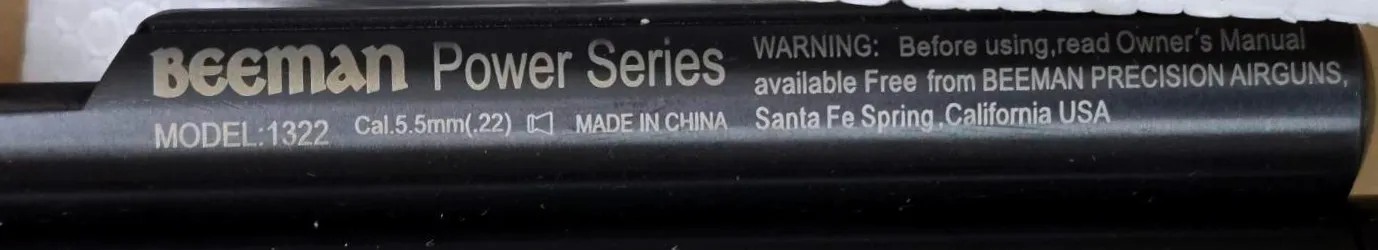 BEEMAN Power Series
MODEL:1322 Cal.5.5mm(.22) MADE IN CHINA
WARNING: Before using,read Owner's Manual
available Free from BEEMAN PRECISION AIRGUNS,
Santa Fe Spring,California USA